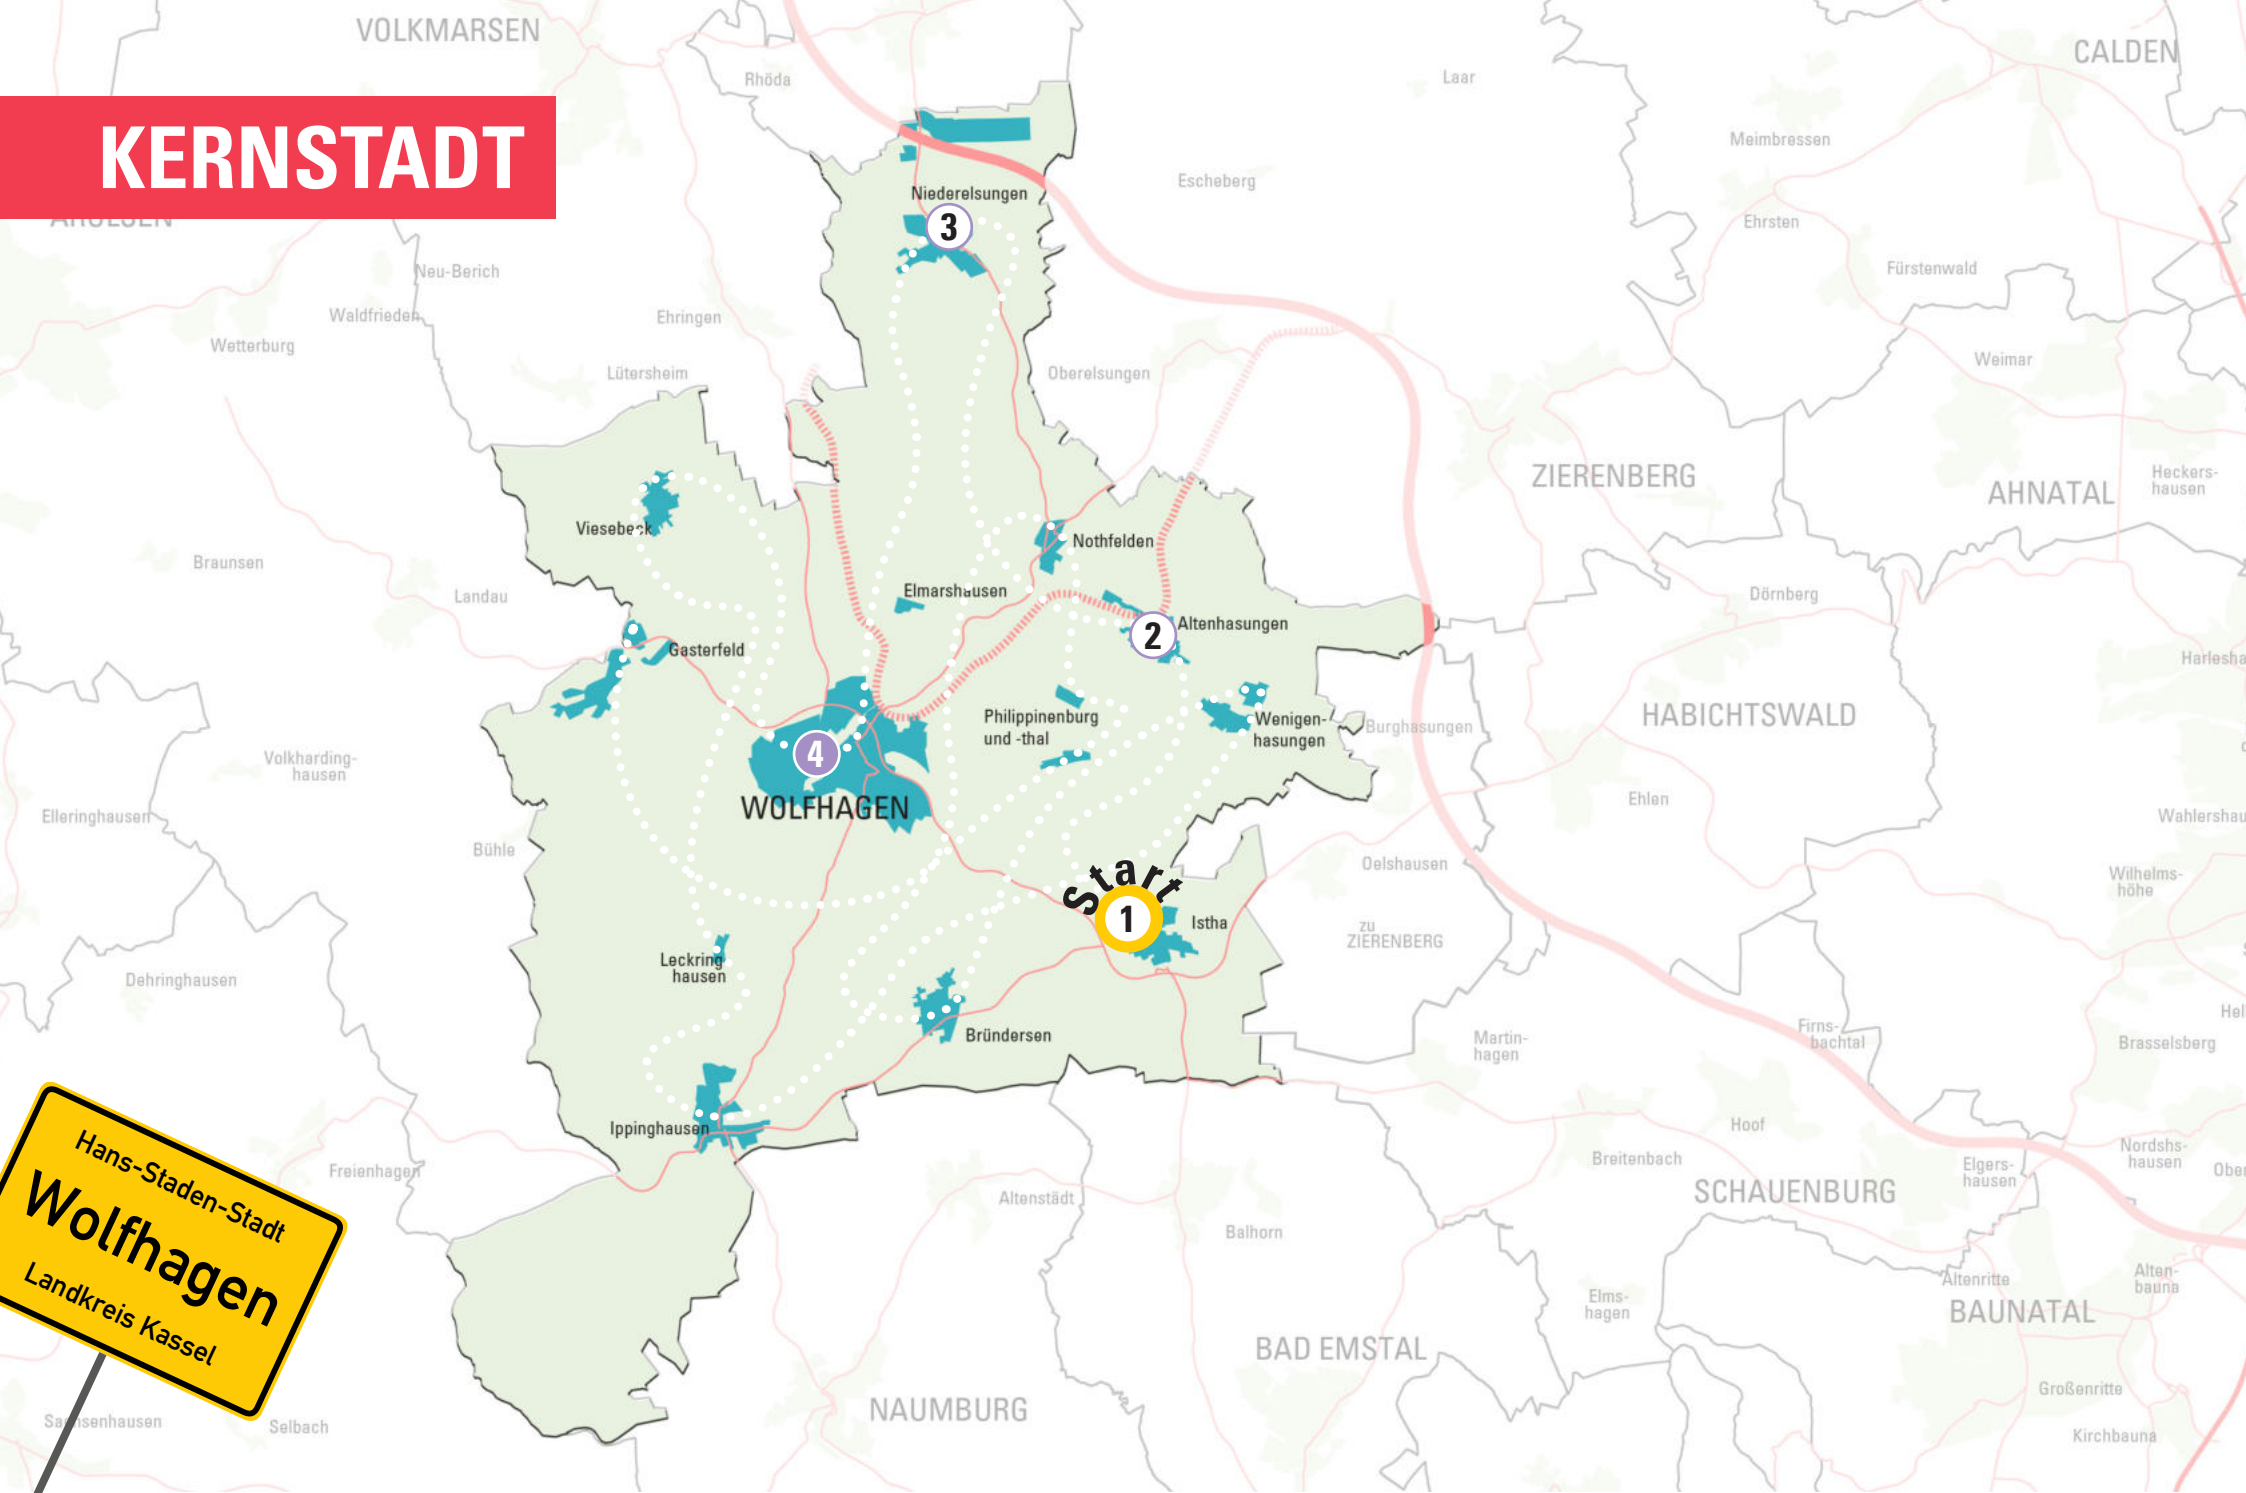 VOLKMARSEN
CALDEN
Rhöda
Laar
KERNSTADT
Meimbressen
Escheberg
Niederelsungen
3
Ehrsten
Neu-Berich
Fürstenwald
Waldfrieden
Ehringen
Wetterburg
Weimar
Lütersheim
Oberelsungen
ZIERENBERG
AHNATAL
Heckers-
hausen
Viesebeck
Nothfelden
Braunsen
Elmarshausen
Landau
Dörnberg
2
Altenhasungen
Gasterfeld
Harlesha
Philippinenburg
und -thal
Wenigen-
hasungen
Burghasungen
HABICHTSWALD
4
Volkharding-
hausen
WOLFHAGEN
Ehlen
Elleringhausen
Wahlershau
Bühle
Oelshausen
Start
1
Istha
Wilhelms-
höhe
zu
ZIERENBERG
Leckring
hausen
Dehringhausen
Bründersen
Martin-
hagen
Firns-
bachtal
Hel
Brasselsberg
Ippinghausen
Hoof
Freienhagen
Altenstädt
Balhorn
Breitenbach
SCHAUENBURG
Elgers-
hausen
Nordshs-
hausen
Ober
Hans-Staden-Stadt
Wolfhagen
Landkreis Kassel
Altenritte
Alten-
bauna
Elms-
hagen
BAUNATAL
BAD EMSTAL
NAUMBURG
Großenritte
Sachsenhausen
Selbach
Kirchbauna